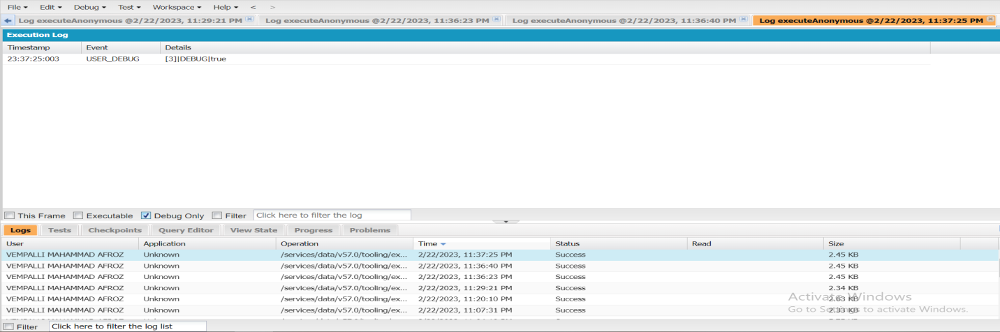 File Edit Debug Test Workspace Help < >
Log executeAnonymous @2/22/2023, 11:29:21 PM Log executeAnonymous @2/22/2023, 11:36:23 PM Log executeAnonymous @2/22/2023, 11:36:40 PM Log executeAnonymous @2/22/2023, 11:37:25 PM
Execution Log
Timestamp Event Details
23:37:25:003 USER_DEBUG [3]|DEBUG|true
This Frame Executable Debug Only Filter Click here to filter the log
Logs Tests Checkpoints Query Editor View State Progress Problems
User Application Operation Time Status Read Size
VEMPALLI MAHAMMAD AFROZ Unknown /services/data/v57.0/tooling/ex... 2/22/2023, 11:37:25 PM Success 2.45 KB
VEMPALLI MAHAMMAD AFROZ Unknown /services/data/v57.0/tooling/ex... 2/22/2023, 11:36:40 PM Success 2.45 KB
VEMPALLI MAHAMMAD AFROZ Unknown /services/data/v57.0/tooling/ex... 2/22/2023, 11:36:23 PM Success 2.45 KB
VEMPALLI MAHAMMAD AFROZ Unknown /services/data/v57.0/tooling/ex... 2/22/2023, 11:29:21 PM Success 2.34 KB
VEMPALLI MAHAMMAD AFROZ Unknown /services/data/v57.0/tooling/ex... 2/22/2023, 11:20:10 PM Success 2.63 KB
VEMPALLI MAHAMMAD AFROZ Unknown /services/data/v57.0/tooling/ex... 2/22/2023, 11:07:31 PM Success 2.33 KB
Activate Windows
Go to Settings to activate Windows.
Filter Click here to filter the log list